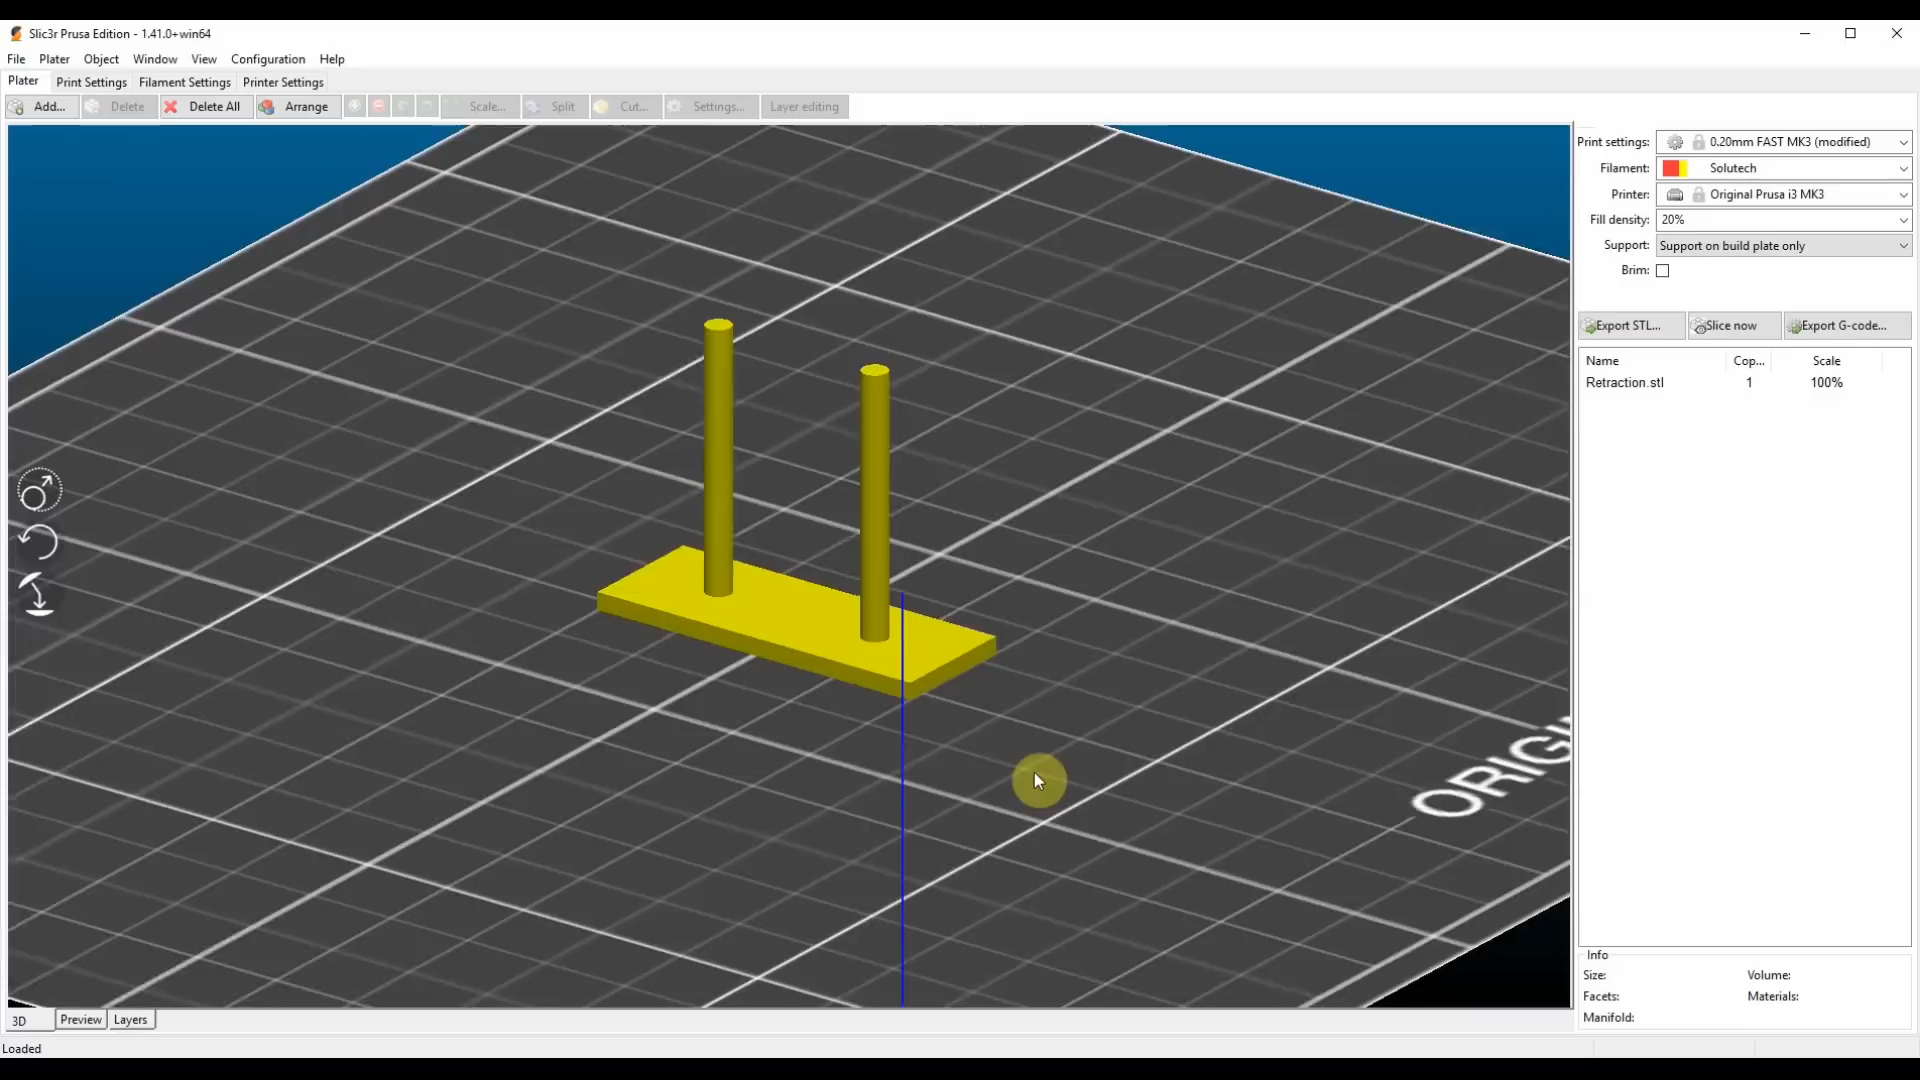 Slic3r Prusa Edition - 1.41.0+win64
File Plater Object Window View Configuration Help
Plater Print Settings Filament Settings Printer Settings
Add... Delete Delete All Arrange Scale... Split Cut... Settings... Layer editing
Print settings: 0.20mm FAST MK3 (modified)
Filament: Solutech
Printer: Original Prusa i3 MK3
Fill density: 20%
Support: Support on build plate only
Brim:
Export STL... Slice now Export G-code...
Name Cop... Scale
Retraction.stl 1 100%
ORIGI
Info
Size: Volume:
Facets: Materials:
Manifold:
3D Preview Layers
Loaded